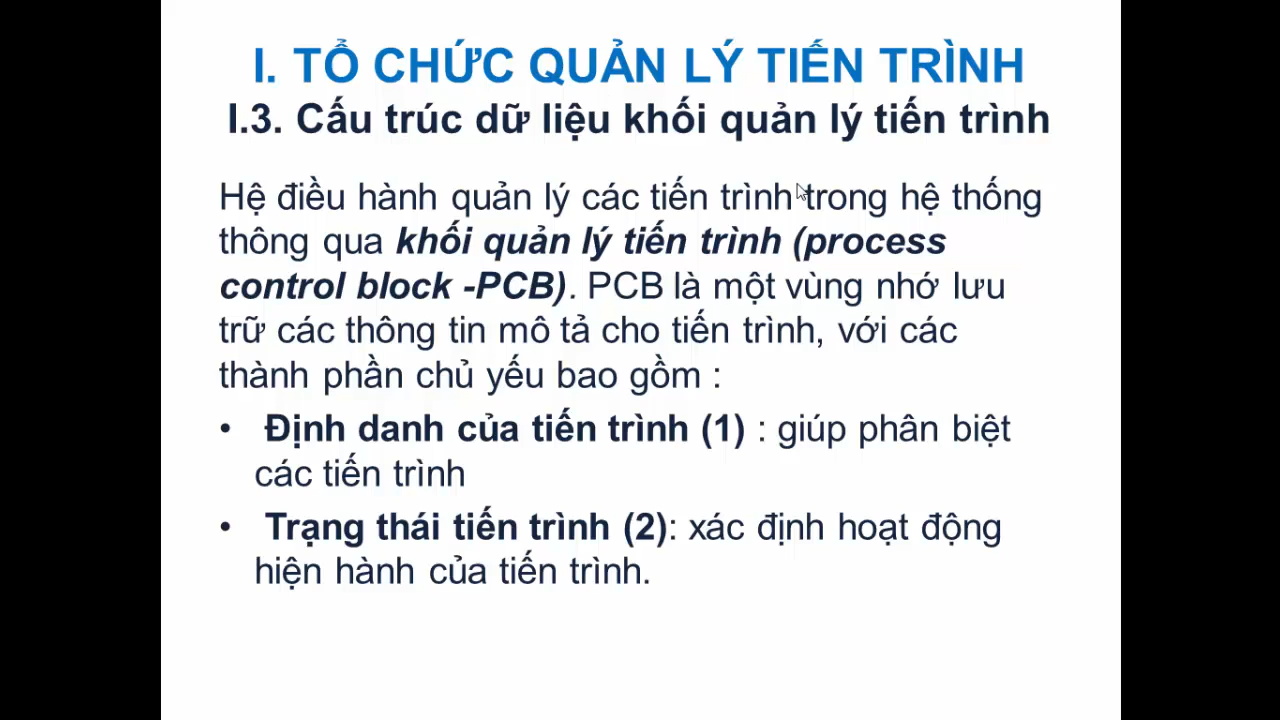 I. TỔ CHỨC QUẢN LÝ TIẾN TRÌNH
I.3. Cấu trúc dữ liệu khối quản lý tiến trình
Hệ điều hành quản lý các tiến trình trong hệ thống
thông qua khối quản lý tiến trình (process
control block -PCB). PCB là một vùng nhớ lưu
trữ các thông tin mô tả cho tiến trình, với các
thành phần chủ yếu bao gồm :
• Định danh của tiến trình (1) : giúp phân biệt
các tiến trình
• Trạng thái tiến trình (2): xác định hoạt động
hiện hành của tiến trình.